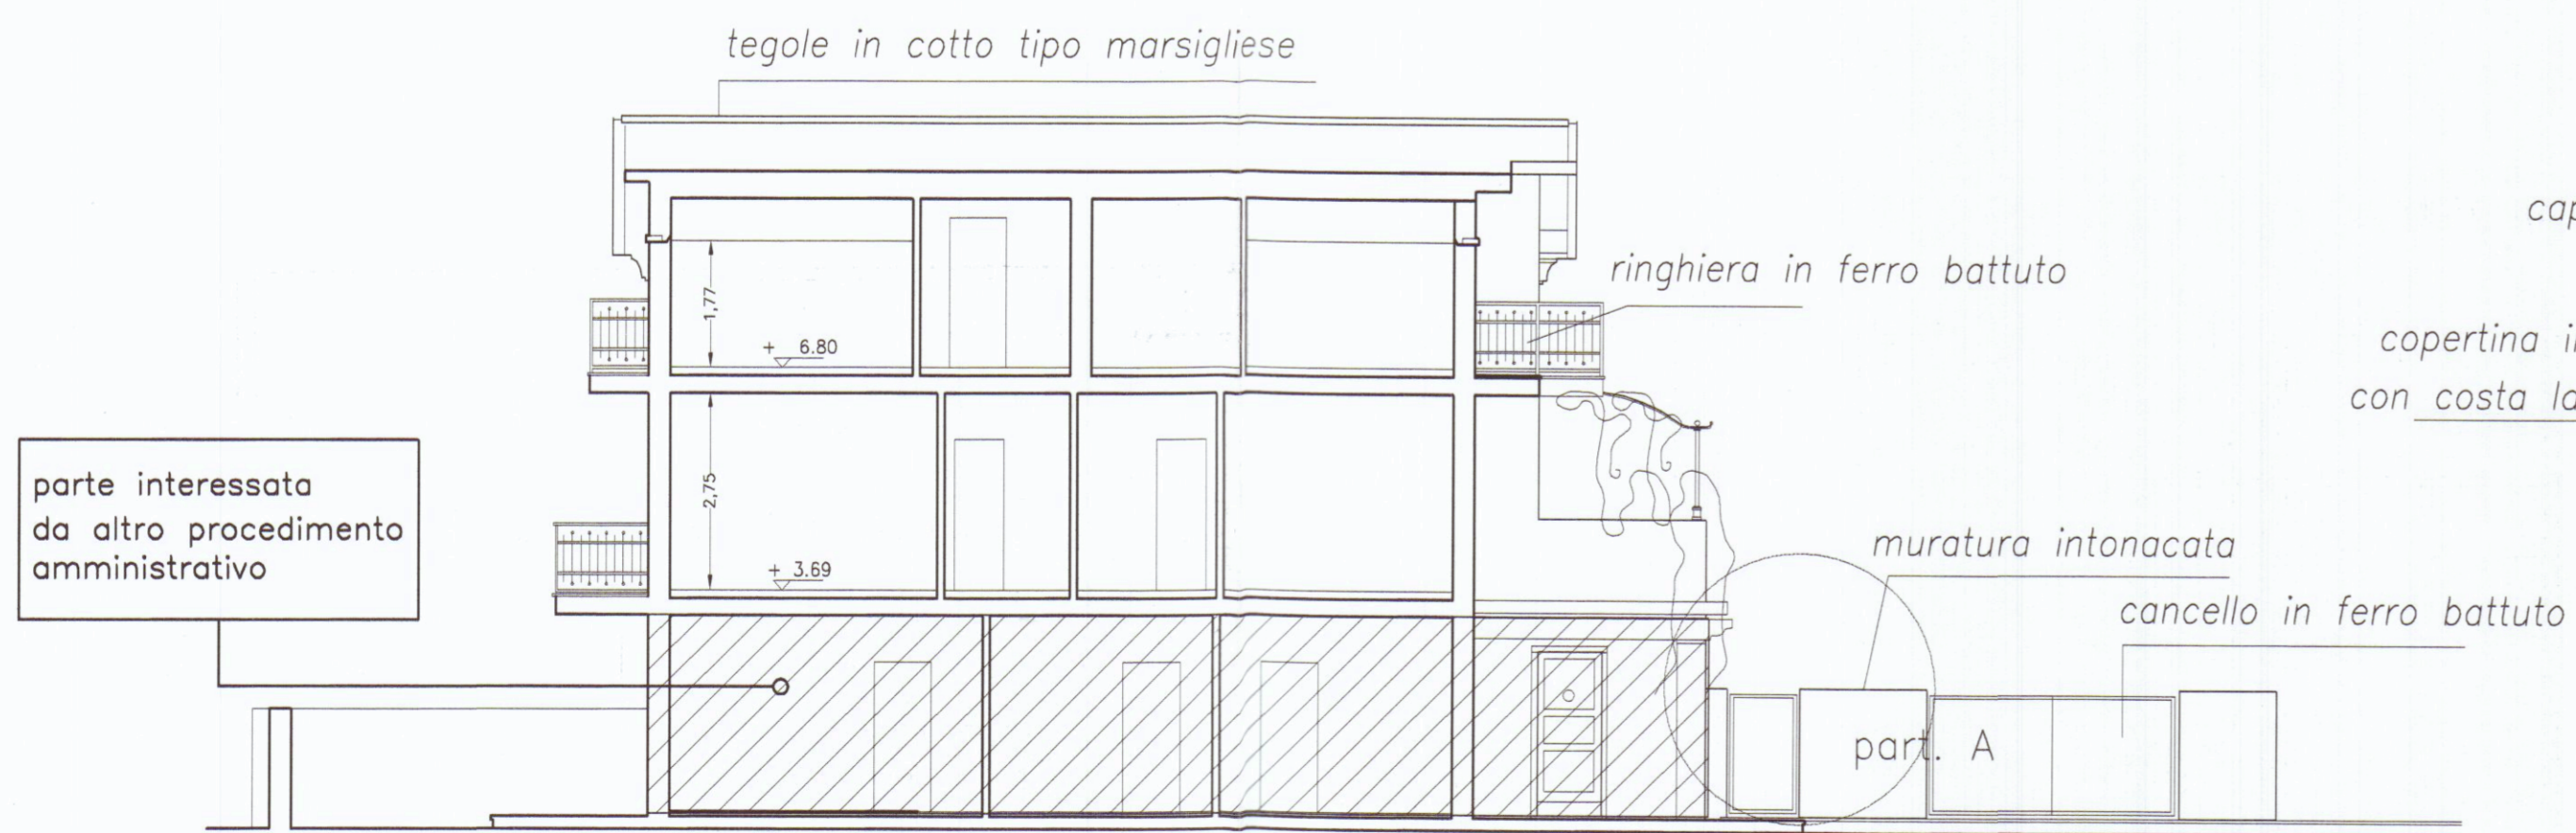 tegole in cotto tipo marsigliese
ringhiera in ferro battuto
copertina
con costa
1,77
+ 6.80
parte interessata
da altro procedimento
amministrativo
2,75
+ 3.69
muratura intonacata
cancello in ferro battuto
part. A